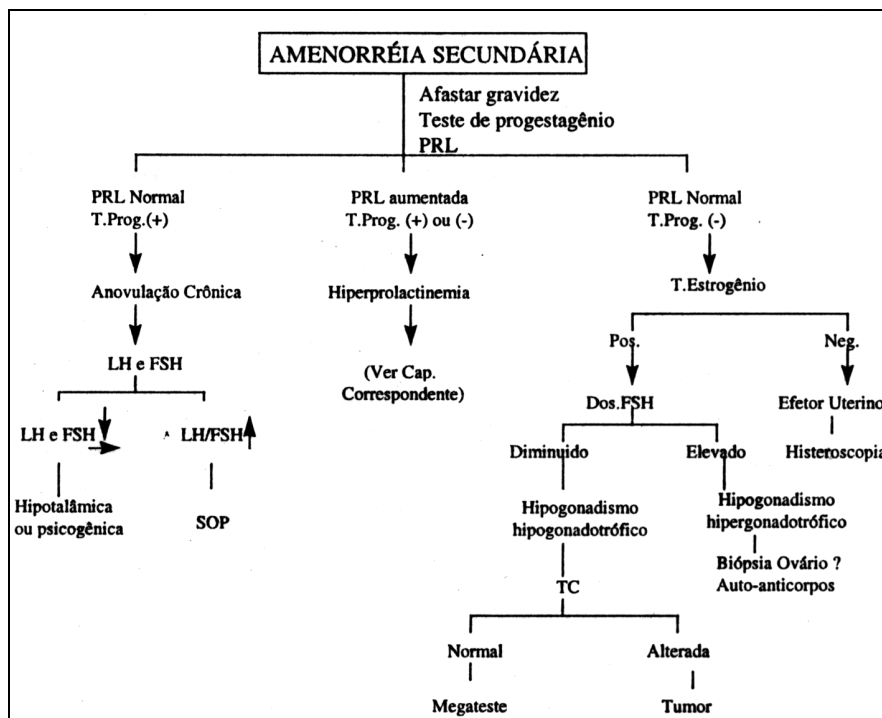 AMENORRÉIA SECUNDÁRIA
Afastar gravidez
Teste de progestagênio
PRL
PRL Normal
T.Prog.(+)
PRL aumentada
T.Prog. (+) ou (-)
PRL Normal
T.Prog. (-)
Anovulação Crônica
Hiperprolactinemia
T.Estrogênio
LH e FSH
(Ver Cap.
Correspondente)
Pos.
Neg.
Dos.FSH
Efetor Uterino
LH e FSH
LH/FSH
Diminuido
Elevado
Histeroscopia
Hipotalâmica
ou psicogênica
SOP
Hipogonadismo
hipogonadotrófico
Hipogonadismo
hipergonadotrófico
Biópsia Ovário ?
Auto-anticorpos
TC
Normal
Alterada
Megateste
Tumor